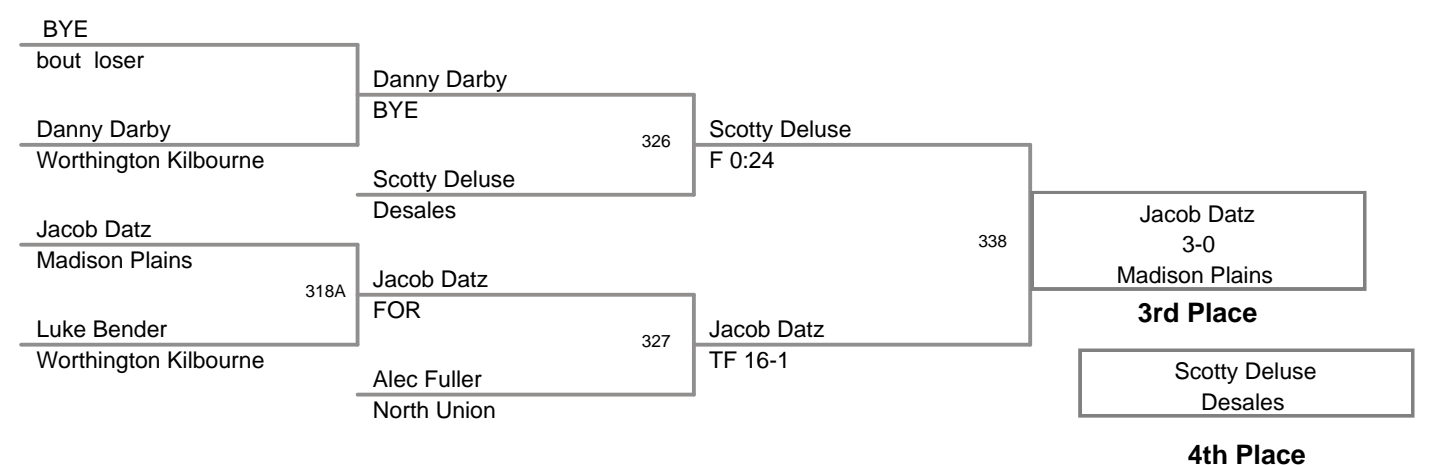 BYE
bout loser
Danny Darby
BYE
Danny Darby
Worthington Kilbourne
326
Scotty Deluse
F 0:24
Scotty Deluse
Desales
Jacob Datz
Madison Plains
318A
Jacob Datz
FOR
Luke Bender
Worthington Kilbourne
327
Jacob Datz
TF 16-1
Alec Fuller
North Union
338
Jacob Datz
3-0
Madison Plains
3rd Place
Scotty Deluse
Desales
4th Place